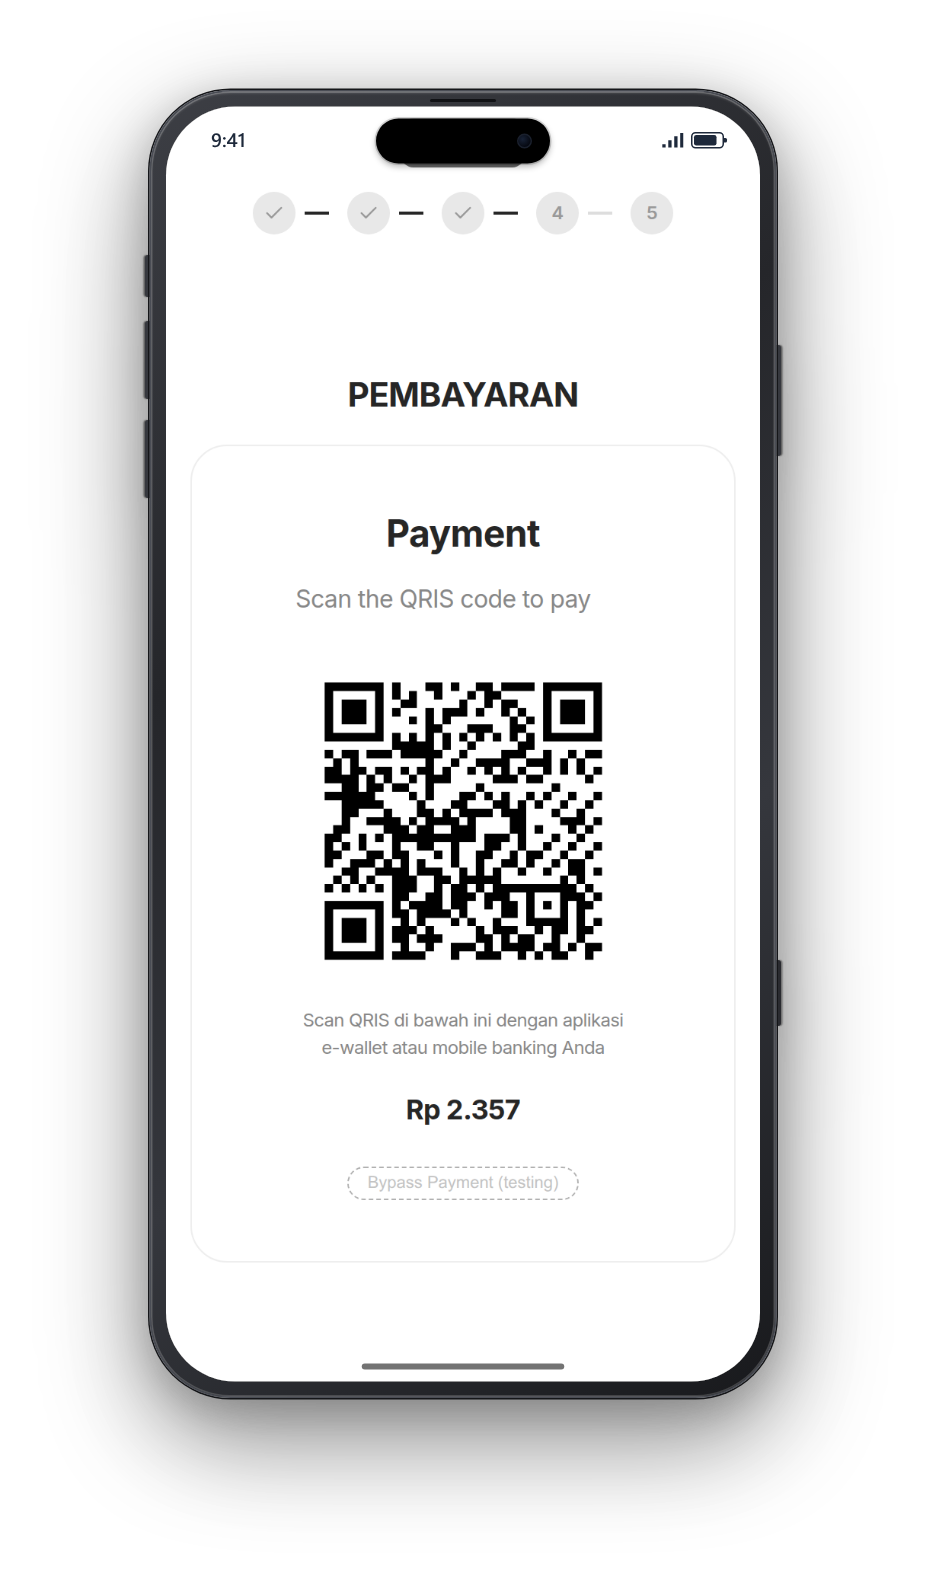 9:41
4 5
PEMBAYARAN
Payment
Scan the QRIS code to pay
Scan QRIS di bawah ini dengan aplikasi
e-wallet atau mobile banking Anda
Rp 2.357
Bypass Payment (testing)